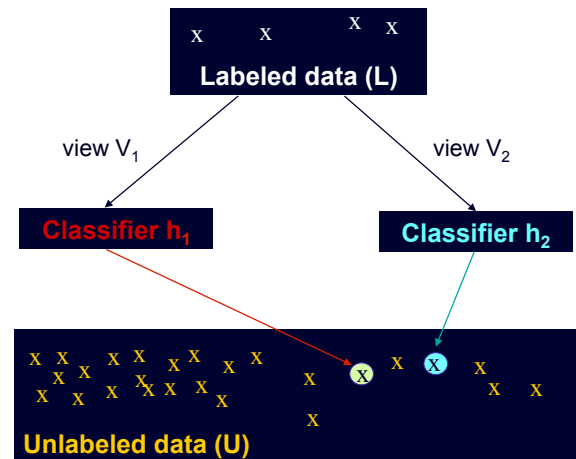 x x x x
Labeled data (L)
view V₁
view V₂
Classifier h₁
Classifier h₂
x x x x x x x x
x x x x x x x x
x x x x x x x x x
x
Unlabeled data (U)